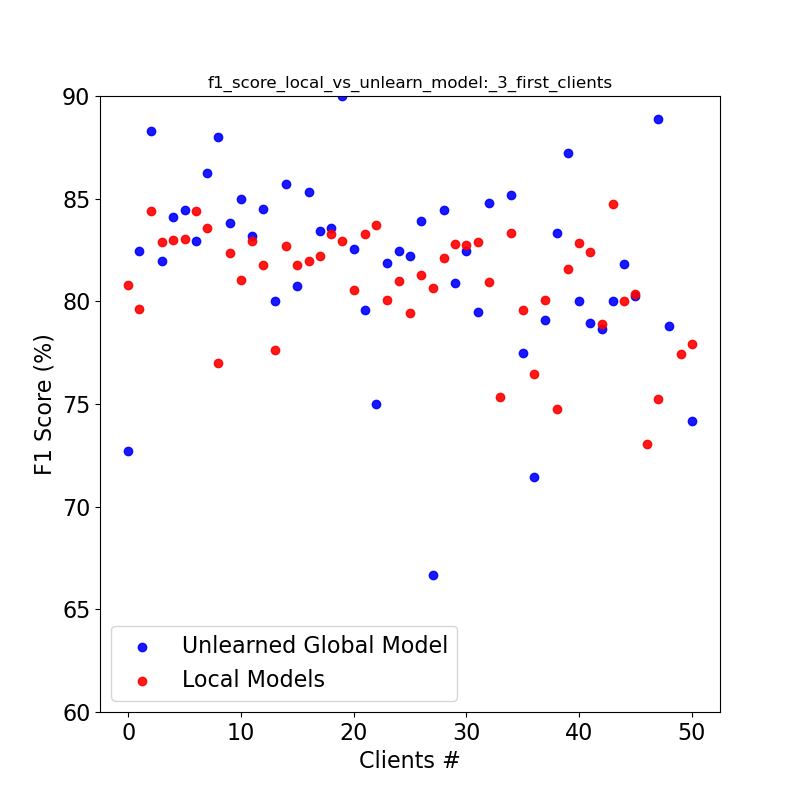 f1_score_local_vs_unlearn_model:_3_first_clients
90
85
80
75
70
65
60
F1 Score (%)
Unlearned Global Model
Local Models
0 10 20 30 40 50
Clients #